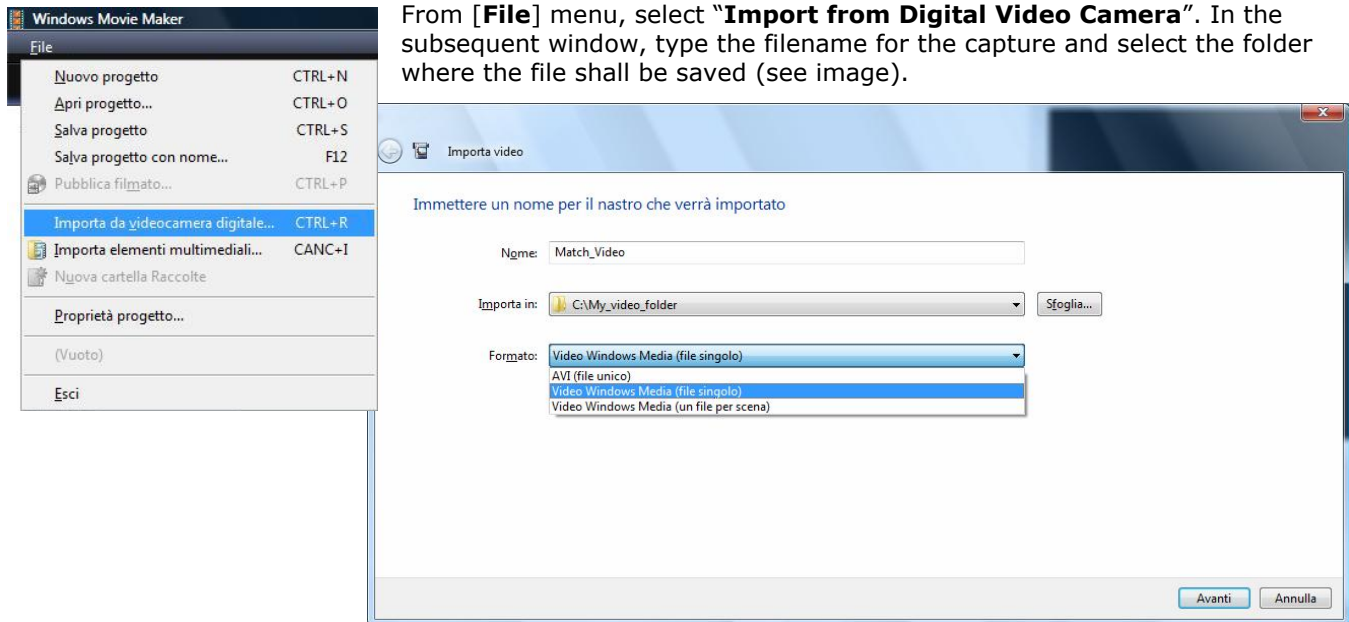 Windows Movie Maker
File
Nuovo progetto CTRL+N
Apri progetto... CTRL+O
Salva progetto CTRL+S
Salva progetto con nome... F12
Pubblica filmato... CTRL+P
Importa da videocamera digitale... CTRL+R
Importa elementi multimediali... CANC+I
Nuova cartella Raccolte
Proprietà progetto...
(Vuoto)
Esci
From [File] menu, select “Import from Digital Video Camera”. In the
subsequent window, type the filename for the capture and select the folder
where the file shall be saved (see image).
Importa video
Immettere un nome per il nastro che verrà importato
Nome: Match_Video
Importa in: C:\My_video_folder Sfoglia...
Formato: Video Windows Media (file singolo)
AVI (file unico)
Video Windows Media (file singolo)
Video Windows Media (un file per scena)
Avanti Annulla